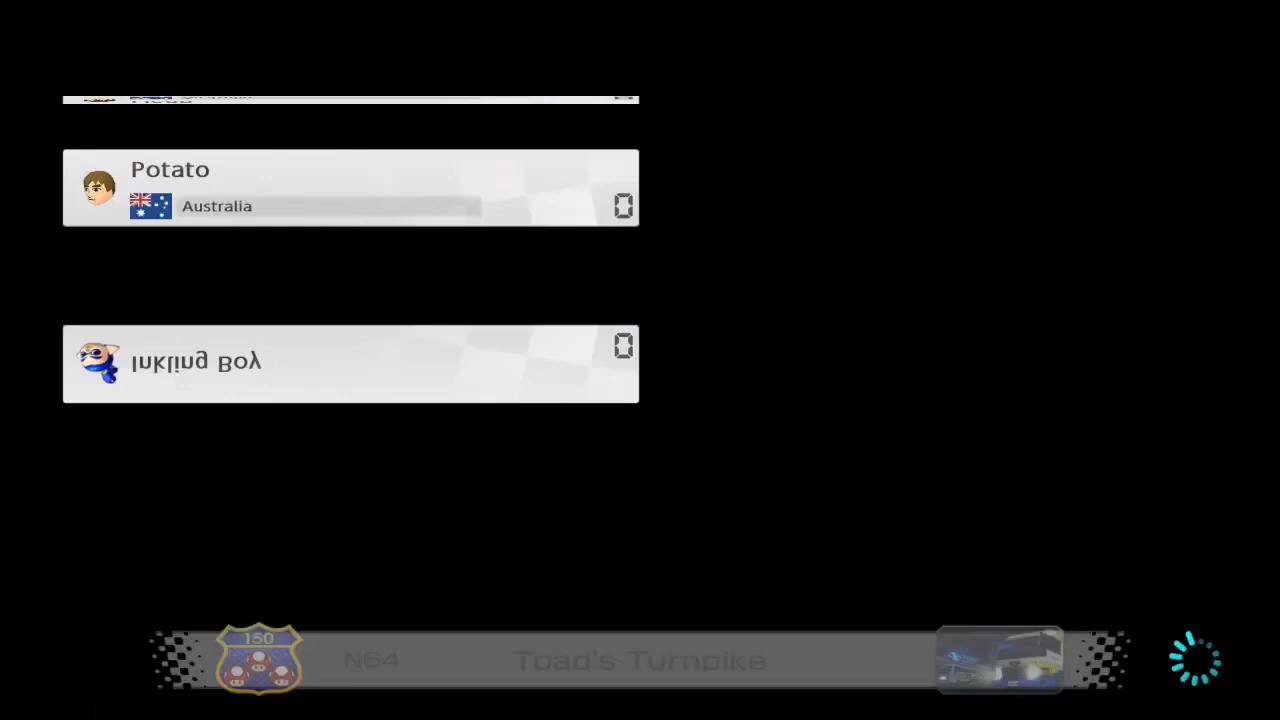 Potato
Australia
0
0
Inkling Boy
150
N64
Toad's Turnpike